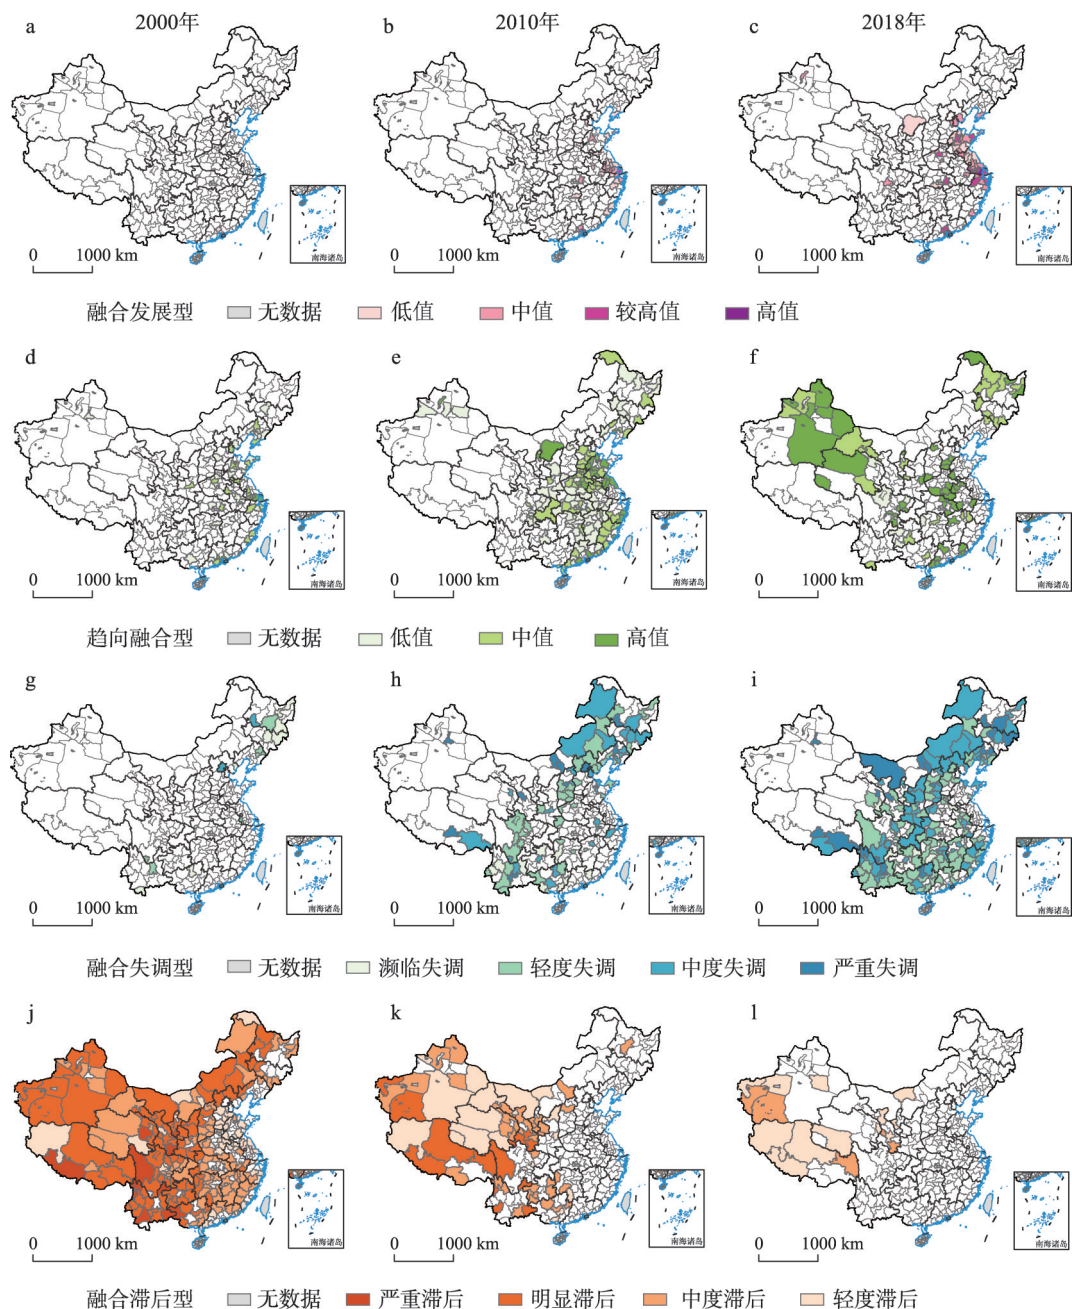 2000年 2010年 2018年
a b c
南海诸岛 南海诸岛 南海诸岛
0 1000 km 0 1000 km 0 1000 km
融合发展型 无数据 低值 中值 较高值 高值
d e f
南海诸岛 南海诸岛 南海诸岛
0 1000 km 0 1000 km 0 1000 km
趋向融合型 无数据 低值 中值 高值
g h i
南海诸岛 南海诸岛 南海诸岛
0 1000 km 0 1000 km 0 1000 km
融合失调型 无数据 濒临失调 轻度失调 中度失调 严重失调
j k l
南海诸岛 南海诸岛 南海诸岛
0 1000 km 0 1000 km 0 1000 km
融合滞后型 无数据 严重滞后 明显滞后 中度滞后 轻度滞后